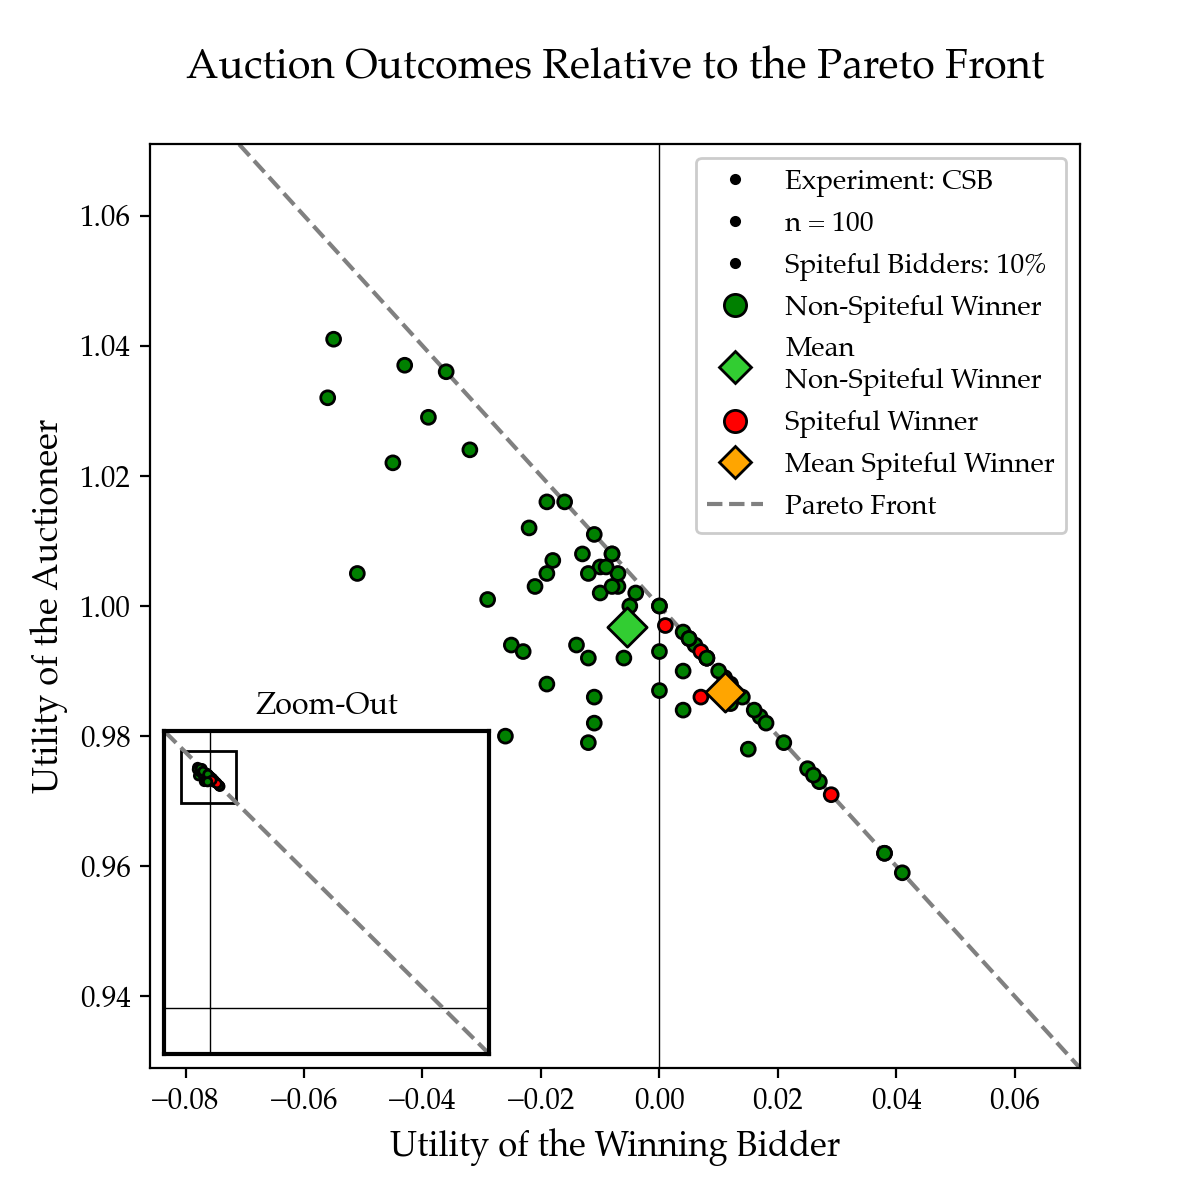 Auction Outcomes Relative to the Pareto Front
Experiment: CSB
n = 100
Spiteful Bidders: 10%
Non-Spiteful Winner
Mean
Non-Spiteful Winner
Spiteful Winner
Mean Spiteful Winner
Pareto Front
Utility of the Auctioneer
1.06
1.04
1.02
1.00
0.98
0.96
0.94
Zoom-Out
−0.08 −0.06 −0.04 −0.02 0.00 0.02 0.04 0.06
Utility of the Winning Bidder